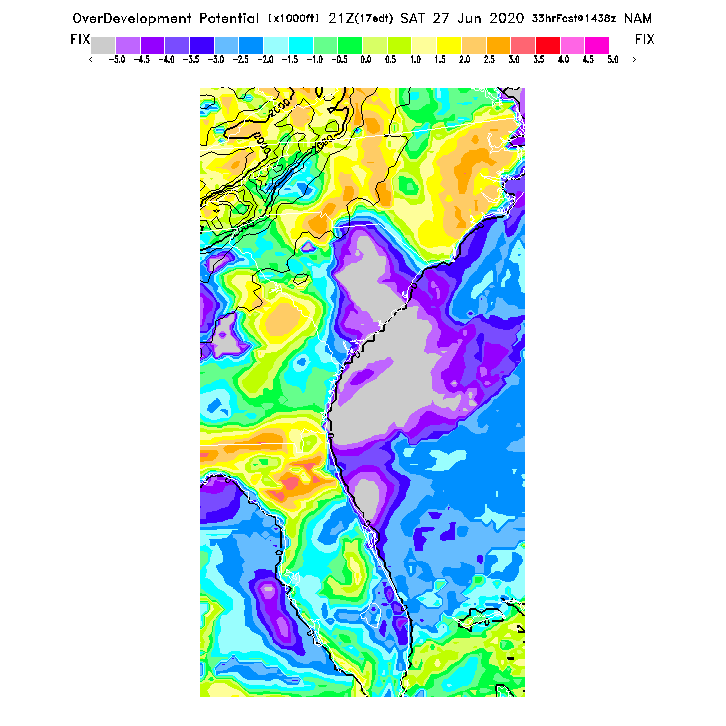 OverDevelopment Potential [x1000ft] 21Z(17edt) SAT 27 Jun 2020 33hrFcst@1438z NAM
FIX FIX
< -5.0 -4.5 -4.0 -3.5 -3.0 -2.5 -2.0 -1.5 -1.0 -0.5 0.0 0.5 1.0 1.5 2.0 2.5 3.0 3.5 4.0 4.5 5.0 >
2000
2000